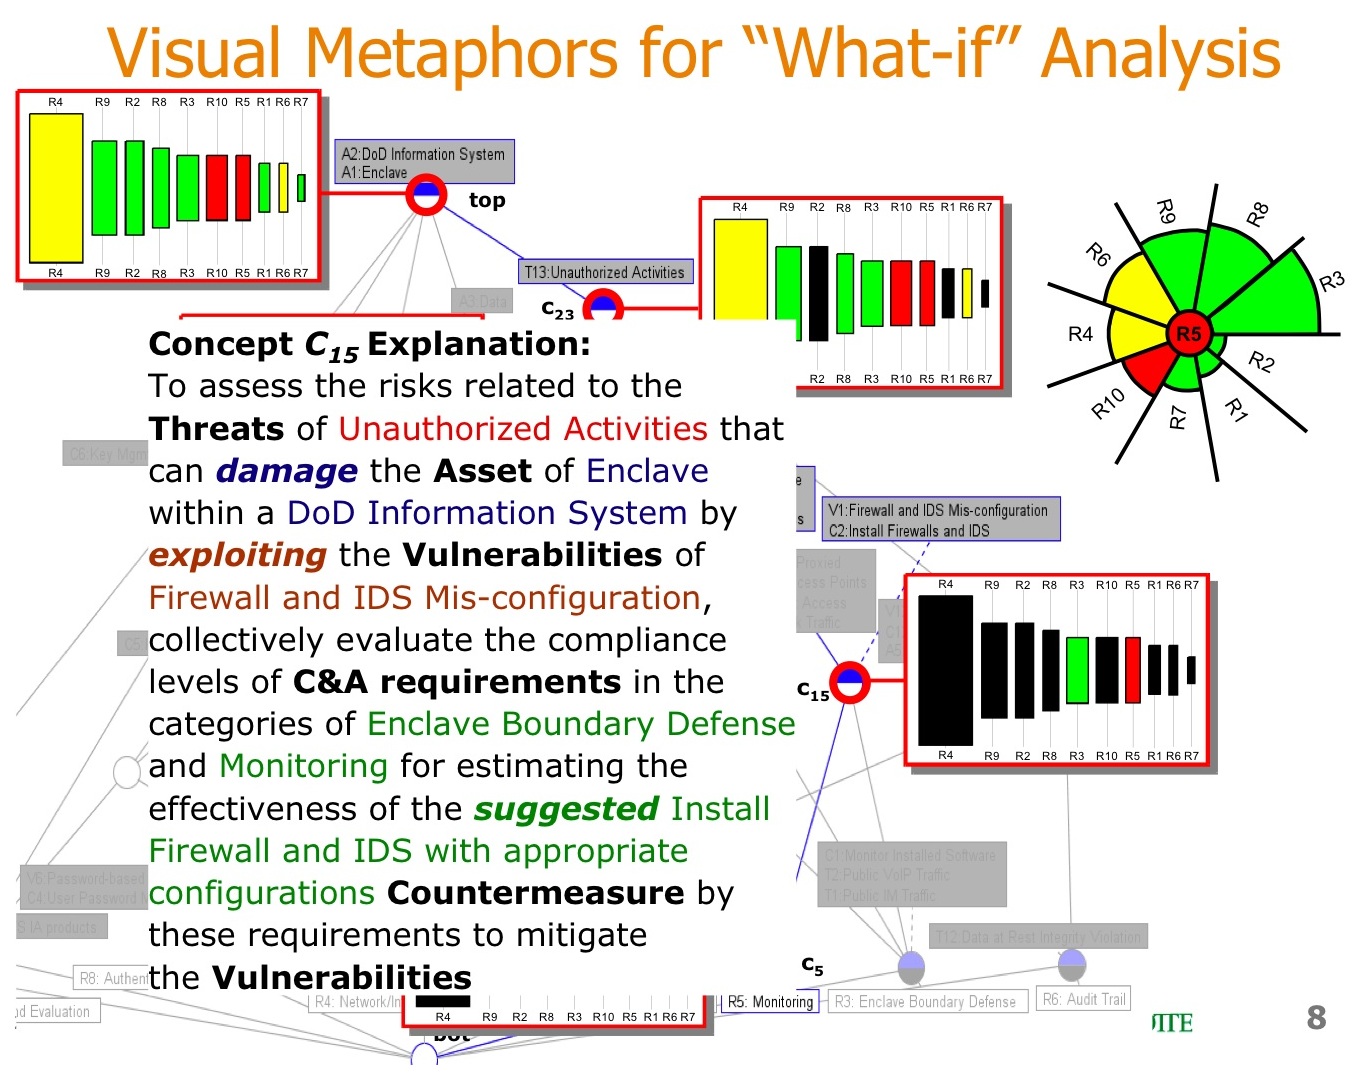 Visual Metaphors for “What-if” Analysis
R4 R9 R2 R8 R3 R10 R5 R1 R6 R7
R4 R9 R2 R8 R3 R10 R5 R1 R6 R7
A2:DoD Information System
A1:Enclave
top
A3:Data
T13:Unauthorized Activities
c23
R4 R9 R2 R8 R3 R10 R5 R1 R6 R7
R2 R8 R3 R10 R5 R1 R6 R7
R9
R8
R3
R6
R4
R5
R2
R10
R7
R1
Concept C15 Explanation:
To assess the risks related to the
Threats of Unauthorized Activities that
can damage the Asset of Enclave
within a DoD Information System by
exploiting the Vulnerabilities of
Firewall and IDS Mis-configuration,
collectively evaluate the compliance
levels of C&A requirements in the
categories of Enclave Boundary Defense
and Monitoring for estimating the
effectiveness of the suggested Install
Firewall and IDS with appropriate
configurations Countermeasure by
these requirements to mitigate
the Vulnerabilities
C6:Key Mgm
C5:
e
s
V1:Firewall and IDS Mis-configuration
C2:Install Firewalls and IDS
Proxied
cess Points
Access
Traffic
c15
R4 R9 R2 R8 R3 R10 R5 R1 R6 R7
R4 R9 R2 R8 R3 R10 R5 R1 R6 R7
C1:Monitor Installed Software
T2:Public VoIP Traffic
T1:Public IM Traffic
V6:Password-based
C4:User Password M
S IA products
T12:Data at Rest Integrity Violation
c5
R8: Authen
R4: Network/In
R5: Monitoring
R3: Enclave Boundary Defense
R6: Audit Trail
d Evaluation
R4 R9 R2 R8 R3 R10 R5 R1 R6 R7
bot
8